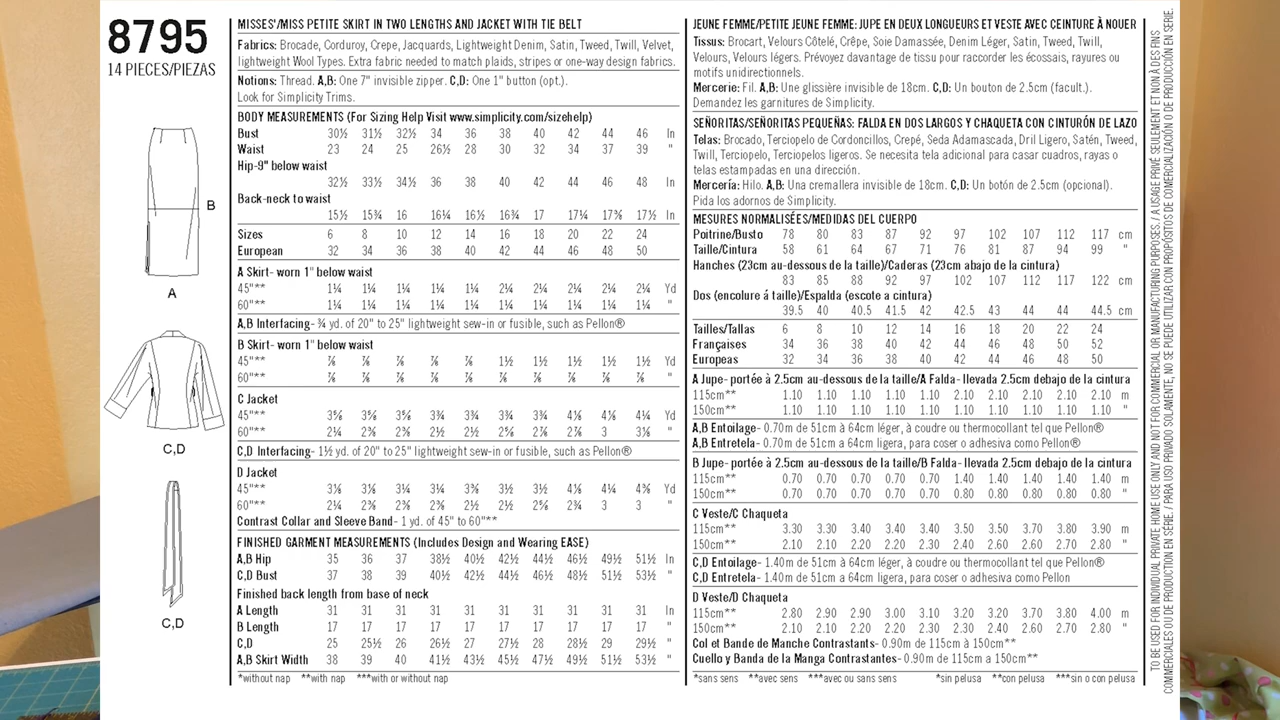 8795
14 PIECES/PIEZAS
B
A
C,D
C,D
MISSES'/MISS PETITE SKIRT IN TWO LENGTHS AND JACKET WITH TIE BELT
Fabrics: Brocade, Corduroy, Crepe, Jacquards, Lightweight Denim, Satin, Tweed, Twill, Velvet,
lightweight Wool Types. Extra fabric needed to match plaids, stripes or one-way design fabrics.
Notions: Thread. A,B: One 7" invisible zipper. C,D: One 1" button (opt.).
Look for Simplicity Trims.
BODY MEASUREMENTS (For Sizing Help Visit www.simplicity.com/sizehelp)
Bust 30½ 31½ 32½ 34 36 38 40 42 44 46 In
Waist 23 24 25 26½ 28 30 32 34 37 39 "
Hip-9" below waist
32½ 33½ 34½ 36 38 40 42 44 46 48 In
Back-neck to waist
15½ 15¾ 16 16¼ 16½ 16¾ 17 17¼ 17⅜ 17½ In
Sizes 6 8 10 12 14 16 18 20 22 24
European 32 34 36 38 40 42 44 46 48 50
A Skirt- worn 1" below waist
45"** 1¼ 1¼ 1¼ 1¼ 1¼ 2¼ 2¼ 2¼ 2¼ 2¼ Yd
60"** 1¼ 1¼ 1¼ 1¼ 1¼ 1¼ 1¼ 1¼ 1¼ 1¼ "
A,B Interfacing- ¾ yd. of 20" to 25" lightweight sew-in or fusible, such as Pellon®
B Skirt- worn 1" below waist
45"** ⅞ ⅞ ⅞ ⅞ ⅞ 1½ 1½ 1½ 1½ 1½ Yd
60"** ⅞ ⅞ ⅞ ⅞ ⅞ ⅞ ⅞ ⅞ ⅞ ⅞ "
C Jacket
45"** 3¾ 3¾ 3¾ 4¼ Yd
60"** 2¼ 2½ 2½ 3 "
C,D Interfacing- 1½ yd. of 20" to 25" lightweight sew-in or fusible, such as Pellon®
D Jacket
45"** 3¼ 3¼ 3½ 3½ 4¼ Yd
60"** 2¼ 2½ 2½ 3 3 "
Contrast Collar and Sleeve Band- 1 yd. of 45" to 60"**
FINISHED GARMENT MEASUREMENTS (Includes Design and Wearing EASE)
A,B Hip 35 36 37 38½ 40½ 42½ 44½ 46½ 49½ 51½ In
C,D Bust 37 38 39 40½ 42½ 44½ 46½ 48½ 51½ 53½ "
Finished back length from base of neck
A Length 31 31 31 31 31 31 31 31 31 31 In
B Length 17 17 17 17 17 17 17 17 17 17 "
C,D 25 25½ 26 26½ 27 27½ 28 28½ 29 29½ "
A,B Skirt Width 38 39 40 41½ 43½ 45½ 47½ 49½ 51½ 53½ "
*without nap **with nap ***with or without nap
JEUNE FEMME/PETITE JEUNE FEMME: JUPE EN DEUX LONGUEURS ET VESTE AVEC CEINTURE À NOUER
Tissus: Brocart, Velours Côtelé, Crêpe, Soie Damassée, Denim Léger, Satin, Tweed, Twill,
Velours, Velours légers. Prévoyez davantage de tissu pour raccorder les écossais, rayures ou
motifs unidirectionnels.
Mercerie: Fil. A,B: Une glissière invisible de 18cm. C,D: Un bouton de 2.5cm (facult.).
Demandez les garnitures de Simplicity.
SEÑORITAS/SEÑORITAS PEQUEÑAS: FALDA EN DOS LARGOS Y CHAQUETA CON CINTURÓN DE LAZO
Telas: Brocado, Terciopelo de Cordoncillos, Crepé, Seda Adamascada, Dril Ligero, Satén, Tweed,
Twill, Terciopelo, Terciopelos ligeros. Se necesita tela adicional para casar cuadros, rayas o
telas estampadas en una dirección.
Mercería: Hilo. A,B: Una cremallera invisible de 18cm. C,D: Un botón de 2.5cm (opcional).
Pida los adornos de Simplicity.
MESURES NORMALISÉES/MEDIDAS DEL CUERPO
Poitrine/Busto 78 80 83 87 92 97 102 107 112 117 cm
Taille/Cintura 58 61 64 67 71 76 81 87 94 99 "
Hanches (23cm au-dessous de la taille)/Caderas (23cm abajo de la cintura)
83 85 88 92 97 102 107 112 117 122 cm
Dos (encolure á taille)/Espalda (escote a cintura)
39.5 40 40.5 41.5 42 42.5 43 44 44 44.5 cm
Tailles/Tallas 6 8 10 12 14 16 18 20 22 24
Françaises 34 36 38 40 42 44 46 48 50 52
Europeas 32 34 36 38 40 42 44 46 48 50
A Jupe- portée à 2.5cm au-dessous de la taille/A Falda- llevada 2.5cm debajo de la cintura
115cm** 1.10 1.10 1.10 1.10 1.10 2.10 2.10 2.10 2.10 2.10 m
150cm** 1.10 1.10 1.10 1.10 1.10 1.10 1.10 1.10 1.10 1.10 "
A,B Entoilage- 0.70m de 51cm à 64cm léger, à coudre ou thermocollant tel que Pellon®
A,B Entretela- 0.70m de 51cm a 64cm ligera, para coser o adhesiva como Pellon®
B Jupe- portée à 2.5cm au-dessous de la taille/B Falda- llevada 2.5cm debajo de la cintura
115cm** 0.70 0.70 0.70 0.70 0.70 1.40 1.40 1.40 1.40 1.40 m
150cm** 0.70 0.70 0.70 0.70 0.80 0.80 0.80 0.80 0.80 0.80 "
C Veste/C Chaqueta
115cm** 3.30 3.30 3.40 3.40 3.40 3.50 3.50 3.70 3.80 3.90 m
150cm** 2.10 2.10 2.20 2.20 2.30 2.40 2.60 2.60 2.70 2.80 "
C,D Entoilage- 1.40m de 51cm à 64cm léger, à coudre ou thermocollant tel que Pellon®
C,D Entretela- 1.40m de 51cm a 64cm ligera, para coser o adhesiva como Pellon
D Veste/D Chaqueta
115cm** 2.80 2.90 2.90 3.00 3.10 3.20 3.20 3.70 3.80 4.00 m
150cm** 2.10 2.10 2.20 2.20 2.30 2.30 2.40 2.60 2.70 2.80 "
Col et Bande de Manche Contrastants- 0.90m de 115cm à 150cm**
Cuello y Banda de la Manga Contrastantes- 0.90m de 115cm a 150cm**
*sans sens **avec sens ***avec ou sans sens *sin pelusa **con pelusa ***sin o con pelusa
TO BE USED FOR INDIVIDUAL PRIVATE HOME USE ONLY AND NOT FOR COMMERCIAL OR MANUFACTURING PURPOSES. / A USAGE PRIVÉ SEULEMENT ET NON À DES FINS
COMMERCIALES OU DE PRODUCTION EN SÉRIE. / PARA USO PRIVADO SOLAMENTE, NO SE PUEDE UTILIZAR CON PROPÓSITOS DE COMERCIALIZACIÓN O DE PRODUCCIÓN EN SERIE.